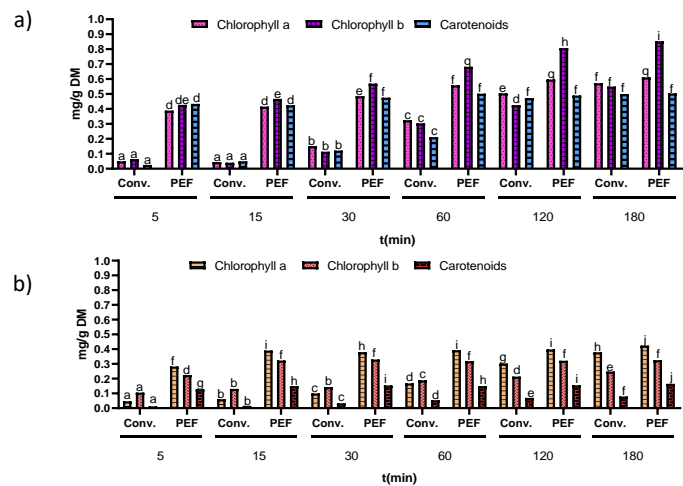 a)
Chlorophyll a Chlorophyll b Carotenoids
mg/g DM
1.0
0.9
0.8
0.7
0.6
0.5
0.4
0.3
0.2
0.1
0.0
a a a d de d a a a d e d b b b e f f c c c f g f e d f g h f f f f g i f
Conv. PEF Conv. PEF Conv. PEF Conv. PEF Conv. PEF Conv. PEF
5 15 30 60 120 180
t(min)
b)
Chlorophyll a Chlorophyll b Carotenoids
mg/g DM
1.0
0.9
0.8
0.7
0.6
0.5
0.4
0.3
0.2
0.1
0.0
a a a f d g b b a i f h c c c h f i d c d i f h g d e i f i h e f j f j
Conv. PEF Conv. PEF Conv. PEF Conv. PEF Conv. PEF Conv. PEF
5 15 30 60 120 180
t(min)